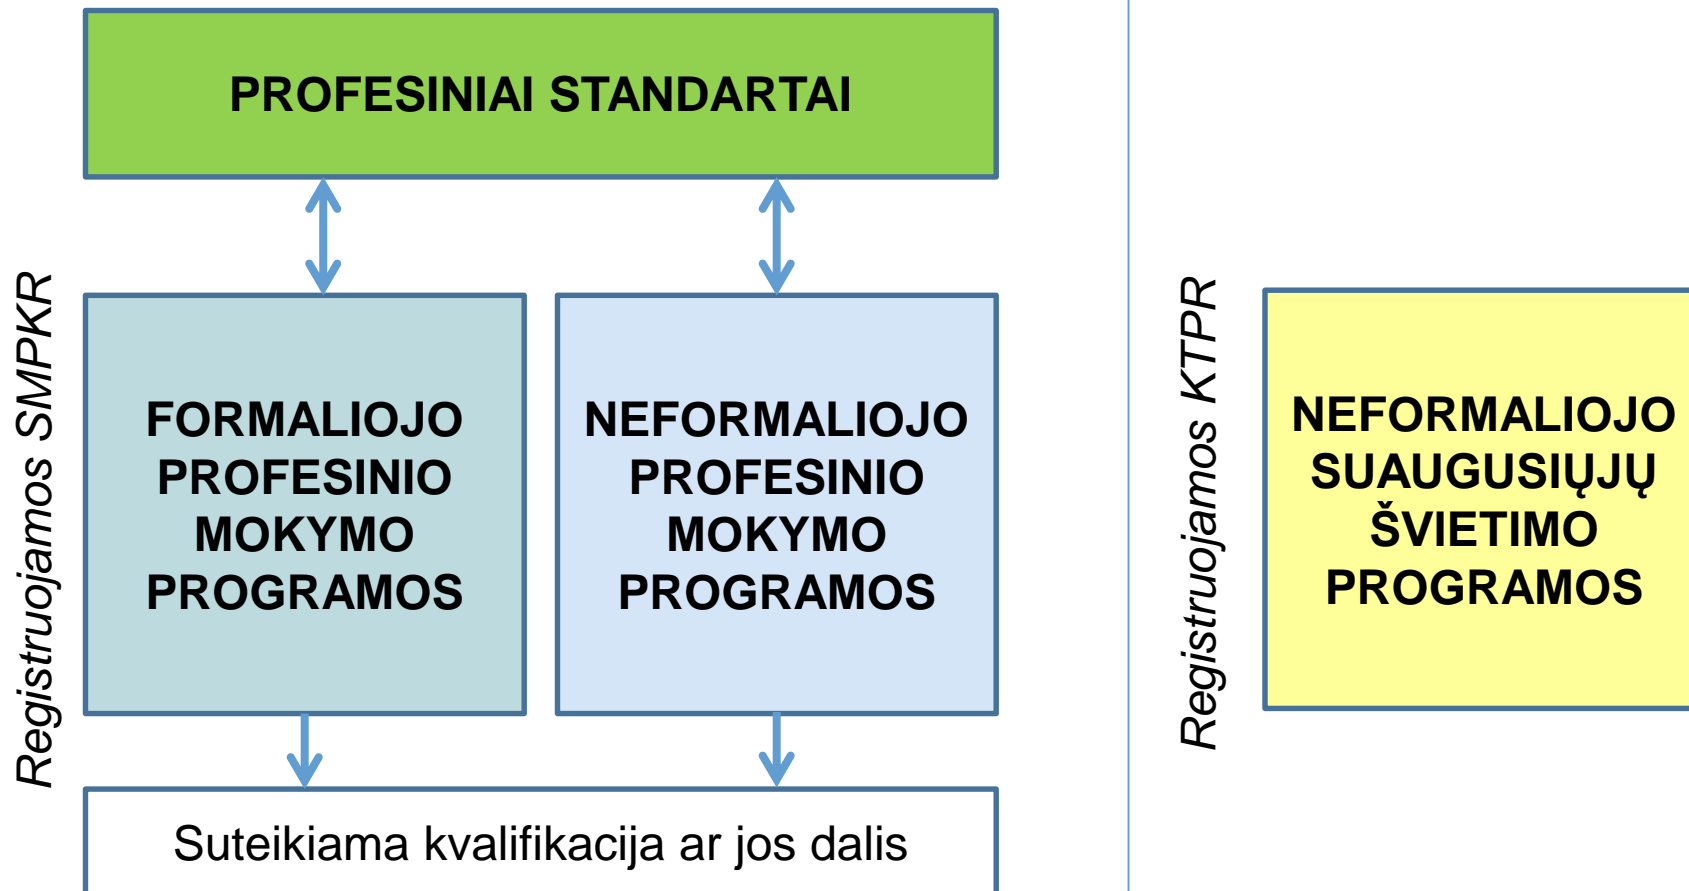 PROFESINIAI STANDARTAI
Registruojamos SMPKR
FORMALIOJO
PROFESINIO
MOKYMO
PROGRAMOS
NEFORMALIOJO
PROFESINIO
MOKYMO
PROGRAMOS
Suteikiama kvalifikacija ar jos dalis
Registruojamos KTPR
NEFORMALIOJO
SUAUGUSIŲJŲ
ŠVIETIMO
PROGRAMOS